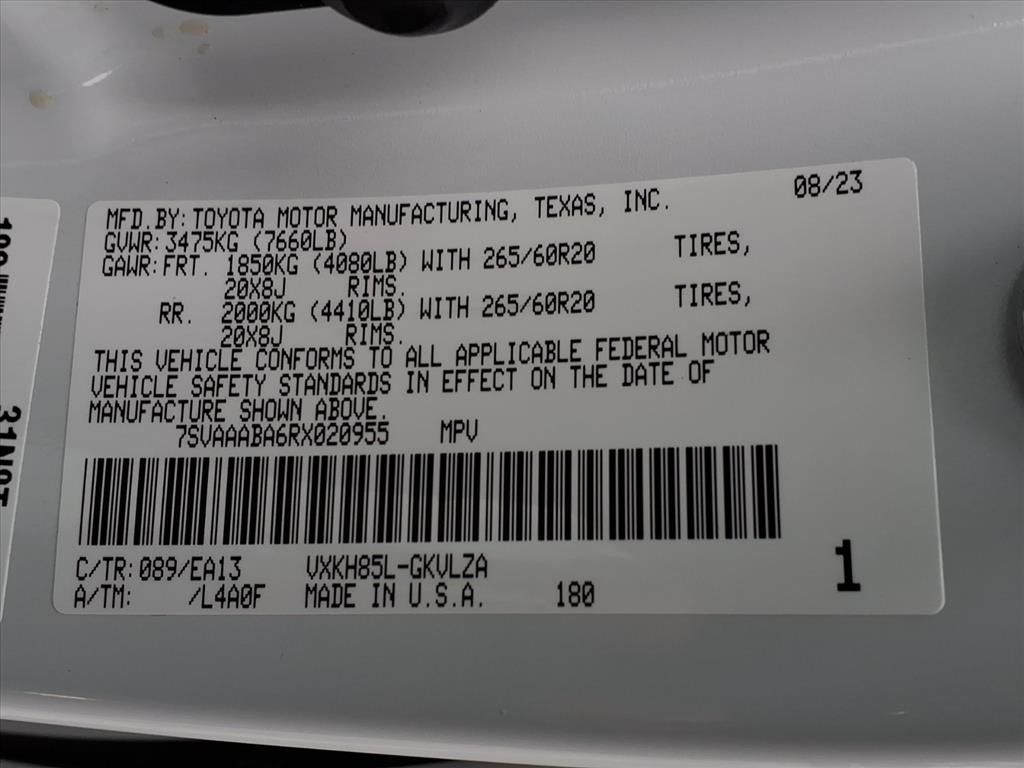 MFD.BY: TOYOTA MOTOR MANUFACTURING, TEXAS, INC. 08/23
GVWR: 3475KG (7660LB)
GAWR: FRT. 1850KG (4080LB) WITH 265/60R20 TIRES,
20X8J RIMS.
RR. 2000KG (4410LB) WITH 265/60R20 TIRES,
20X8J RIMS.
THIS VEHICLE CONFORMS TO ALL APPLICABLE FEDERAL MOTOR
VEHICLE SAFETY STANDARDS IN EFFECT ON THE DATE OF
MANUFACTURE SHOWN ABOVE.
7SVAAABA6RX020955 MPV
C/TR: 089/EA13 VXKH85L-GKVLZA
A/TM: /L4A0F MADE IN U.S.A. 180 1